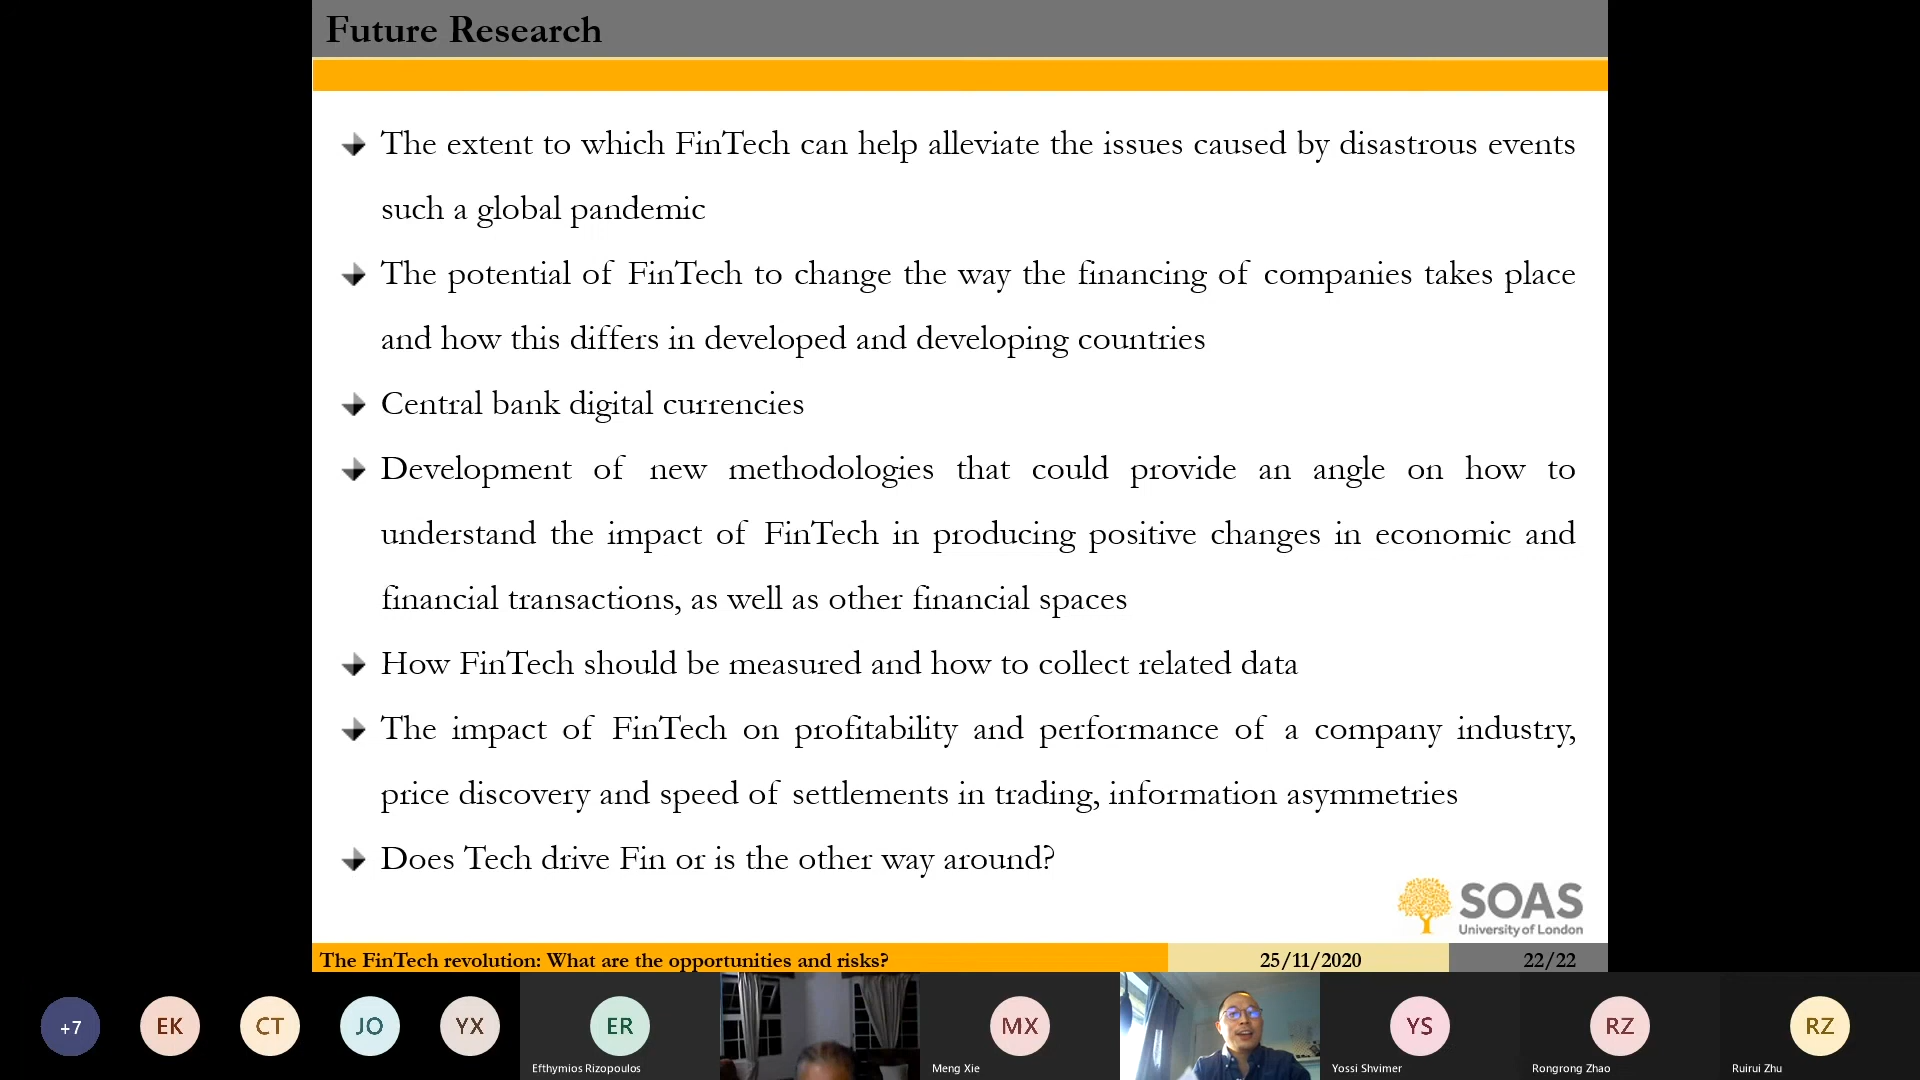 Future Research
The extent to which FinTech can help alleviate the issues caused by disastrous events
such a global pandemic
The potential of FinTech to change the way the financing of companies takes place
and how this differs in developed and developing countries
Central bank digital currencies
Development of new methodologies that could provide an angle on how to
understand the impact of FinTech in producing positive changes in economic and
financial transactions, as well as other financial spaces
How FinTech should be measured and how to collect related data
The impact of FinTech on profitability and performance of a company industry,
price discovery and speed of settlements in trading, information asymmetries
Does Tech drive Fin or is the other way around?
SOAS
University of London
The FinTech revolution: What are the opportunities and risks?
25/11/2020
22/22
+7
EK
CT
JO
YX
ER
MX
YS
RZ
RZ
Efthymios Rizopoulos
Meng Xie
Yossi Shvimer
Rongrong Zhao
Ruirui Zhu